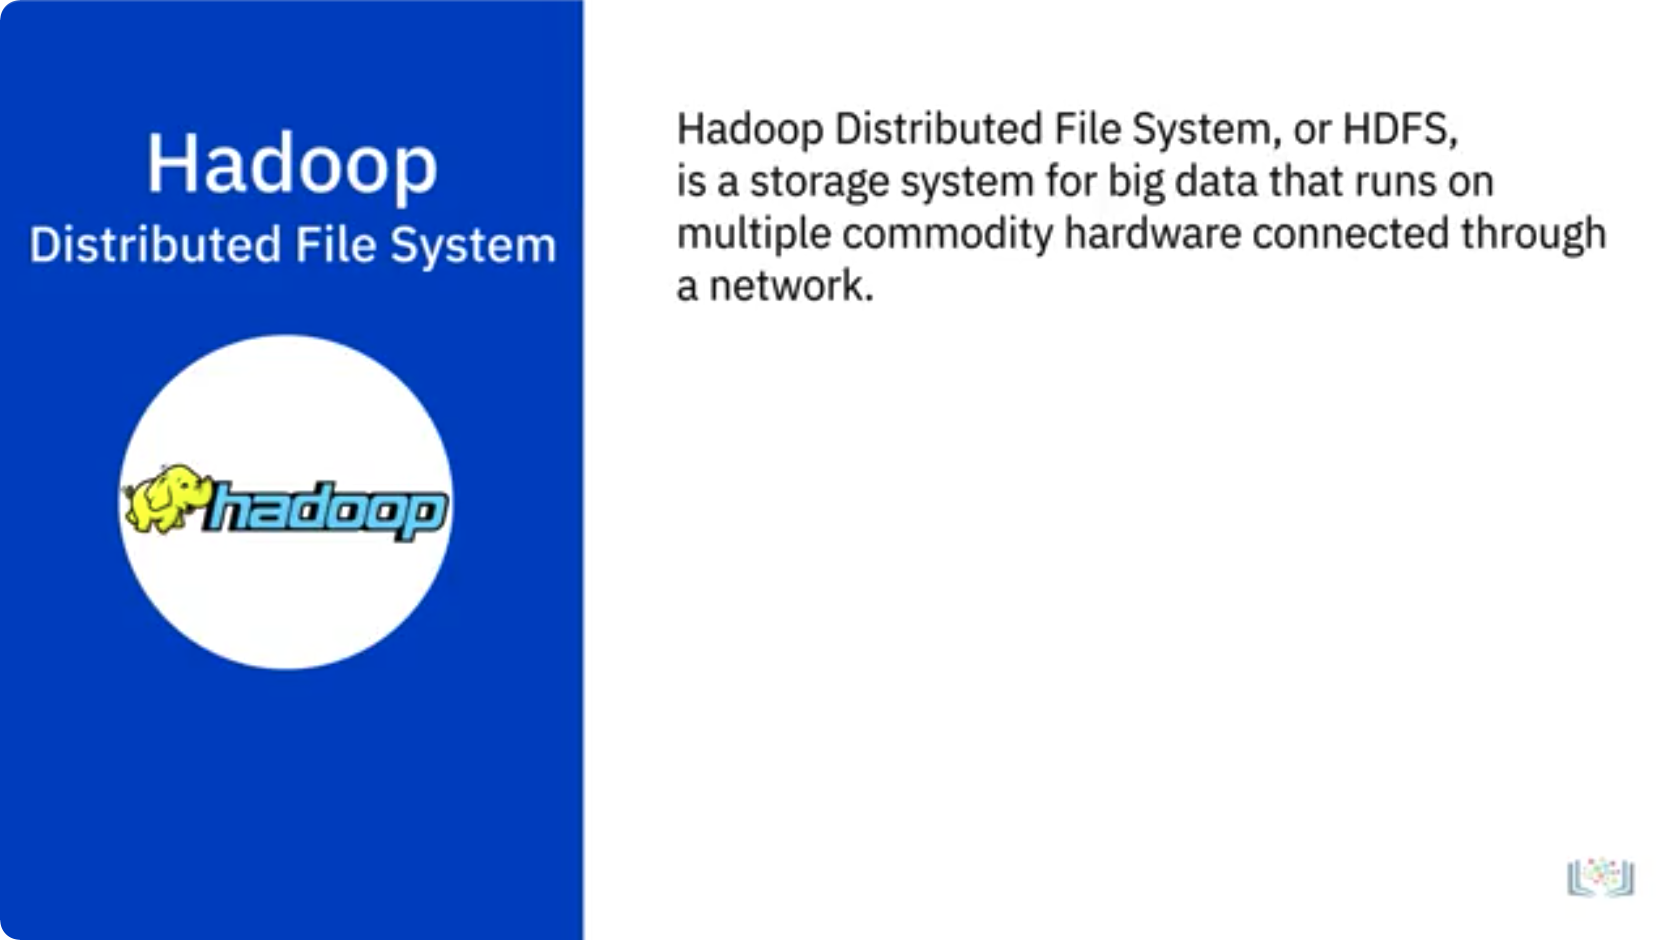 Hadoop
Distributed File System
hadoop
Hadoop Distributed File System, or HDFS,
is a storage system for big data that runs on
multiple commodity hardware connected through
a network.